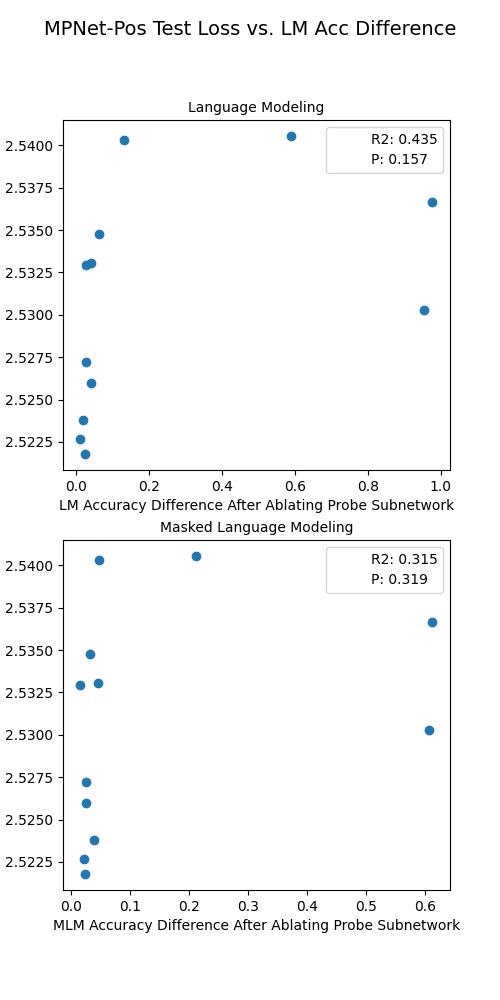 MPNet-Pos Test Loss vs. LM Acc Difference
Language Modeling
R2: 0.435
P: 0.157
2.5400
2.5375
2.5350
2.5325
2.5300
2.5275
2.5250
2.5225
0.0 0.2 0.4 0.6 0.8 1.0
LM Accuracy Difference After Ablating Probe Subnetwork
Masked Language Modeling
R2: 0.315
P: 0.319
2.5400
2.5375
2.5350
2.5325
2.5300
2.5275
2.5250
2.5225
0.0 0.1 0.2 0.3 0.4 0.5 0.6
MLM Accuracy Difference After Ablating Probe Subnetwork